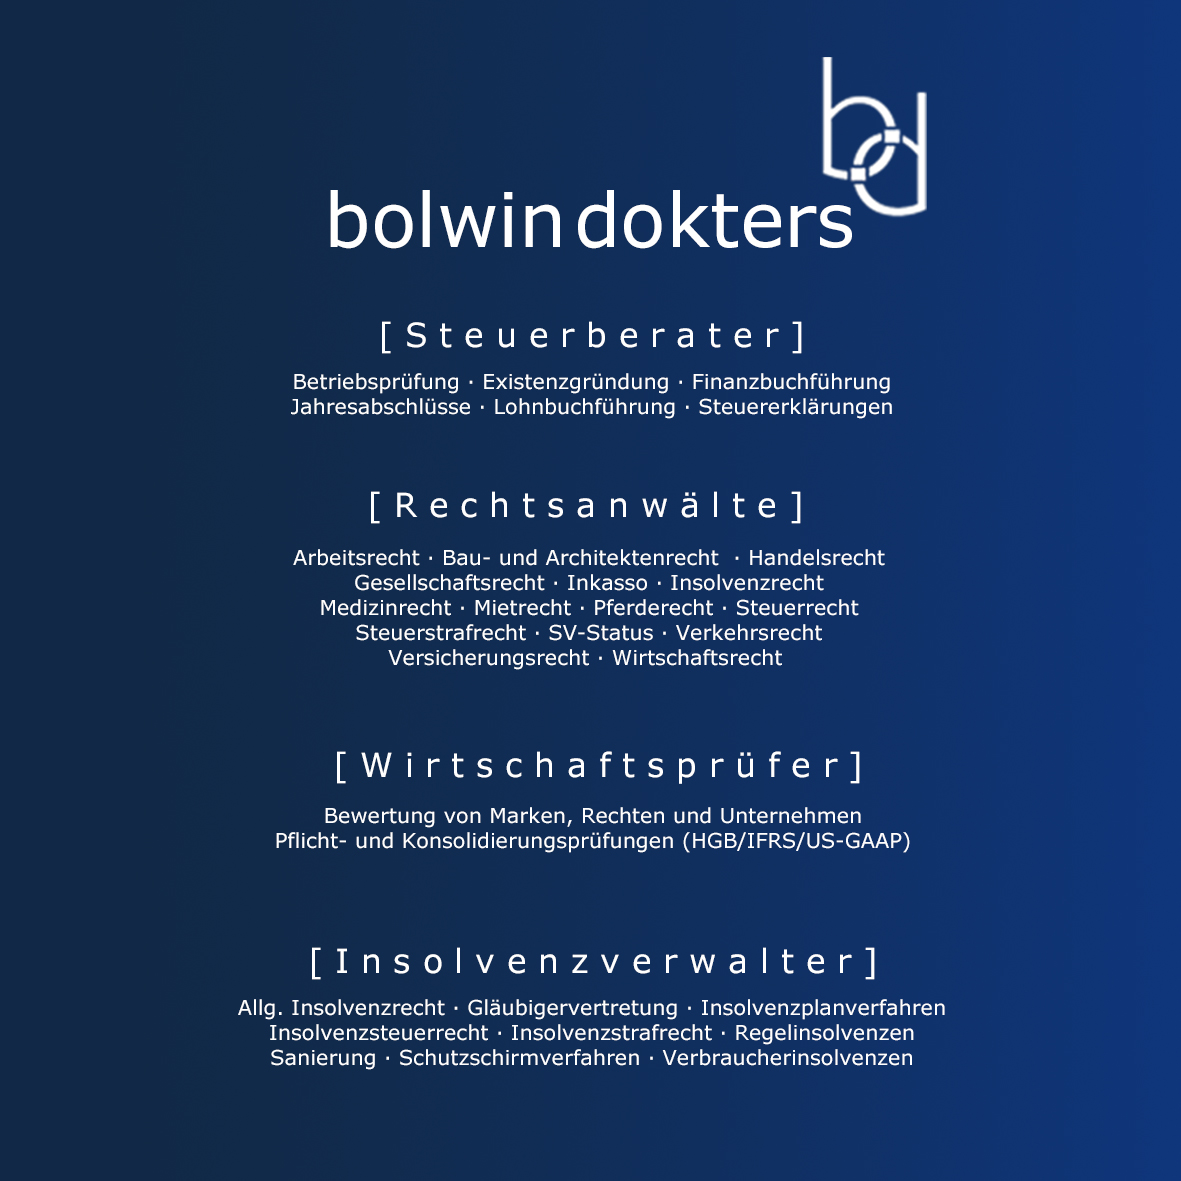 bd
bolwin dokters
[Steuerberater]
Betriebsprüfung · Existenzgründung · Finanzbuchführung
Jahresabschlüsse · Lohnbuchführung · Steuererklärungen
[Rechtsanwälte]
Arbeitsrecht · Bau- und Architektenrecht · Handelsrecht
Gesellschaftsrecht · Inkasso · Insolvenzrecht
Medizinrecht · Mietrecht · Pferderecht · Steuerrecht
Steuerstrafrecht · SV-Status · Verkehrsrecht
Versicherungsrecht · Wirtschaftsrecht
[Wirtschaftsprüfer]
Bewertung von Marken, Rechten und Unternehmen
Pflicht- und Konsolidierungsprüfungen (HGB/IFRS/US-GAAP)
[Insolvenzverwalter]
Allg. Insolvenzrecht · Gläubigervertretung · Insolvenzplanverfahren
Insolvenzsteuerrecht · Insolvenzstrafrecht · Regelinsolvenzen
Sanierung · Schutzschirmverfahren · Verbraucherinsolvenzen